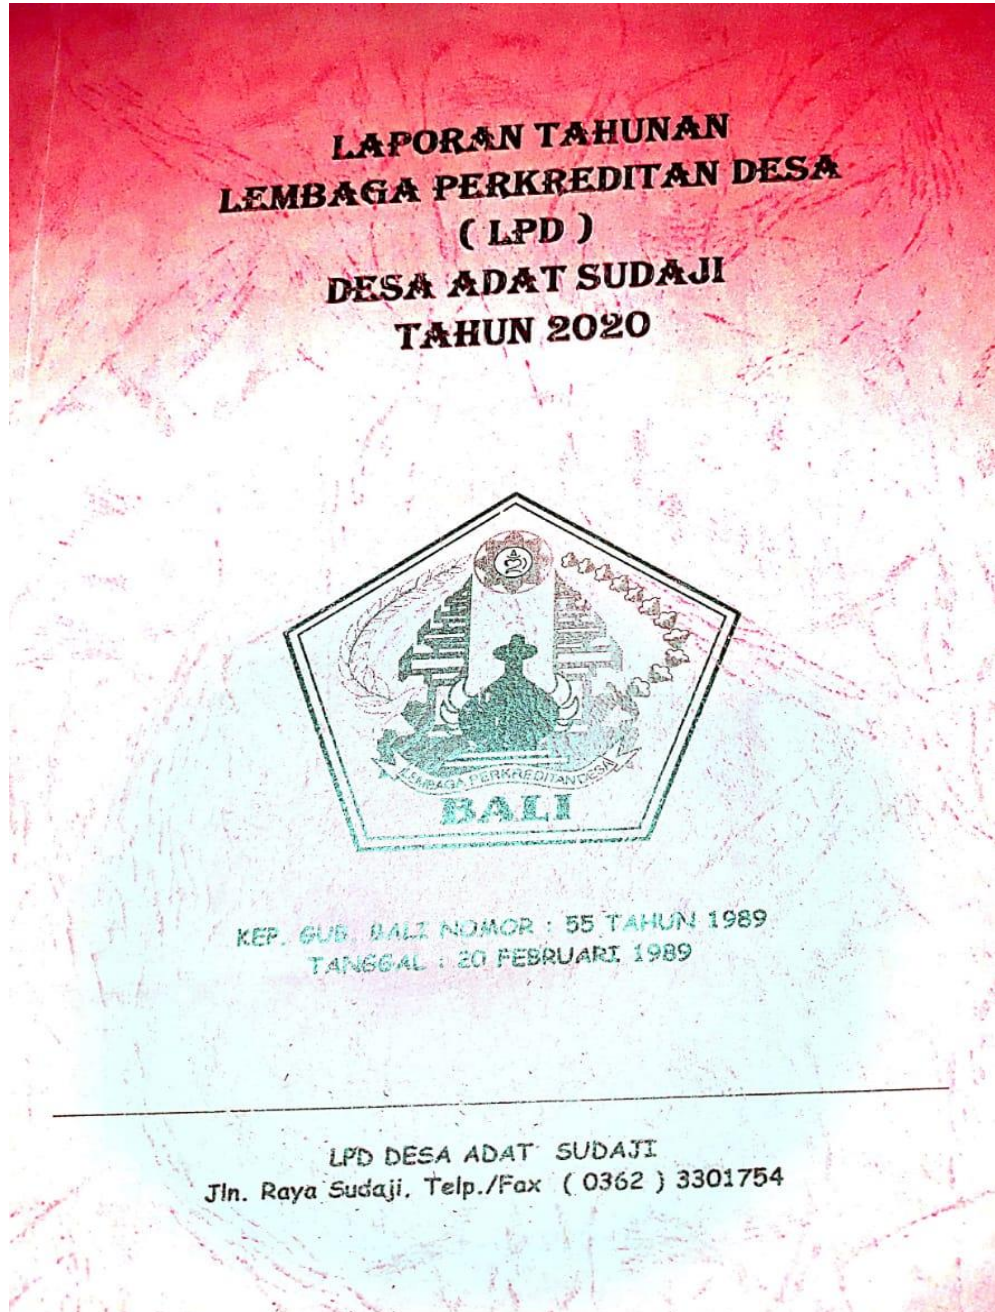 LAPORAN TAHUNAN
LEMBAGA PERKREDITAN DESA
( LPD )
DESA ADAT SUDAJI
TAHUN 2020
LEMBAGA PERKREDITAN DESA
BALI
KEP. GUB. BALI NOMOR : 55 TAHUN 1989
TANGGAL : 20 FEBRUARI 1989
LPD DESA ADAT SUDAJI
Jln. Raya Sudaji, Telp./Fax ( 0362 ) 3301754